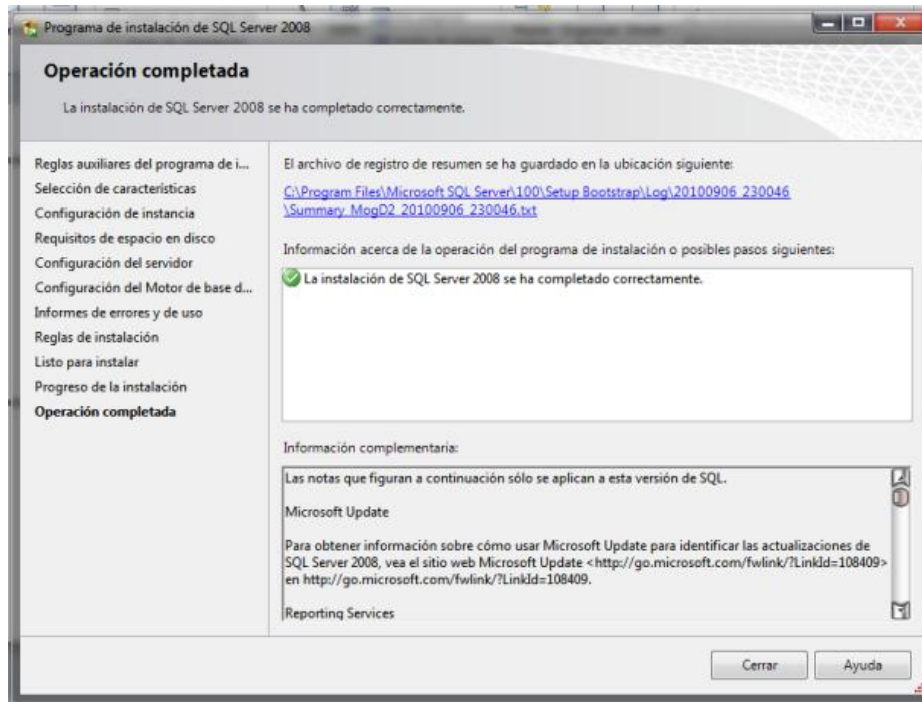 Programa de instalación de SQL Server 2008
Operación completada
La instalación de SQL Server 2008 se ha completado correctamente.
Reglas auxiliares del programa de i...
Selección de características
Configuración de instancia
Requisitos de espacio en disco
Configuración del servidor
Configuración del Motor de base d...
Informes de errores y de uso
Reglas de instalación
Listo para instalar
Progreso de la instalación
Operación completada
El archivo de registro de resumen se ha guardado en la ubicación siguiente:
C:\Program Files\Microsoft SQL Server\100\Setup Bootstrap\Log\20100906_230046
\Summary_MogD2_20100906_230046.txt
Información acerca de la operación del programa de instalación o posibles pasos siguientes:
La instalación de SQL Server 2008 se ha completado correctamente.
Información complementaria:
Las notas que figuran a continuación sólo se aplican a esta versión de SQL.
Microsoft Update
Para obtener información sobre cómo usar Microsoft Update para identificar las actualizaciones de
SQL Server 2008, vea el sitio web Microsoft Update <http://go.microsoft.com/fwlink/?LinkId=108409>
en http://go.microsoft.com/fwlink/?LinkId=108409.
Reporting Services
Cerrar
Ayuda